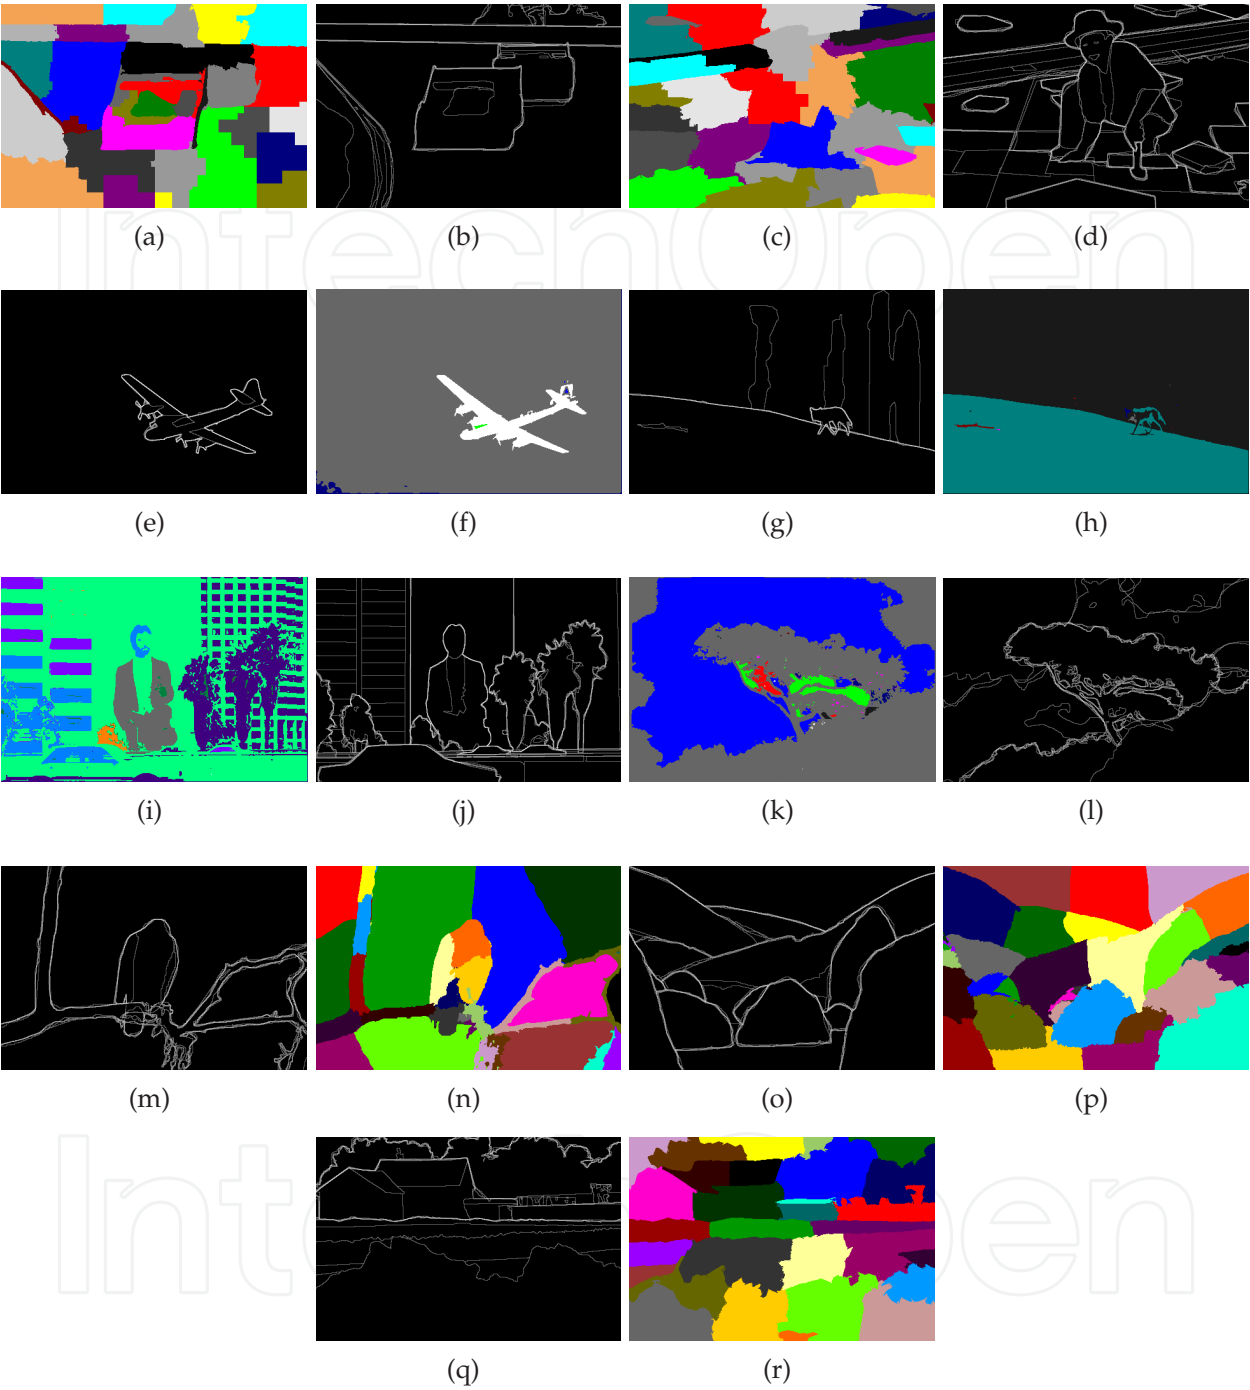 (a) (b) (c) (d)
IntechOpen
(e) (f) (g) (h)
(i) (j) (k) (l)
(m) (n) (o) (p)
IntechOpen
(q) (r)